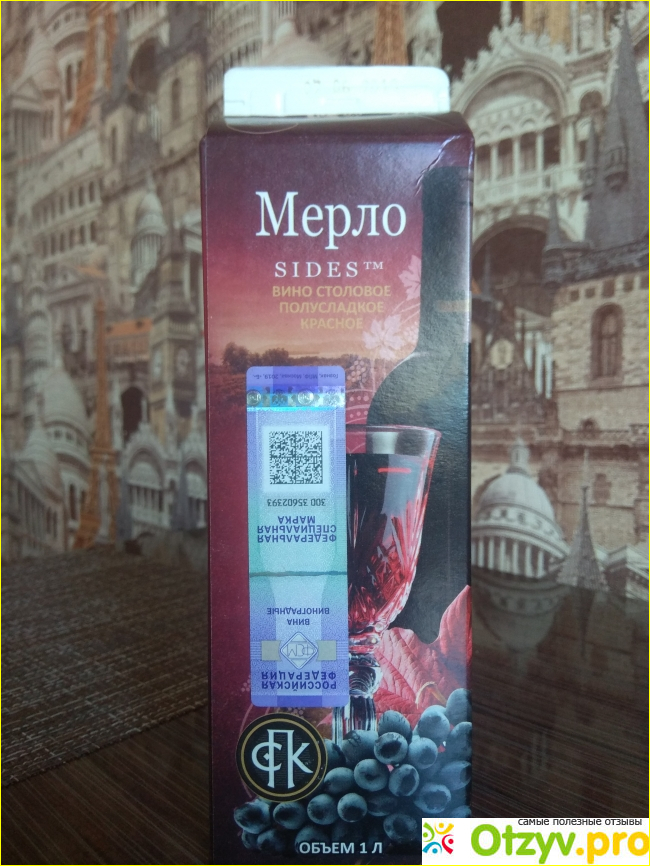 Мерло
SIDES™
ВИНО СТОЛОВОЕ
ПОЛУСЛАДКОЕ
КРАСНОЕ
300 35602393
ФЕДЕРАЛЬНАЯ
СПЕЦИАЛЬНАЯ
МАРКА
ВИНА
ВИНОГРАДНЫЕ
РОССИЙСКАЯ
ФЕДЕРАЦИЯ
СПК
ОБЪЕМ 1 Л
самые полезные отзывы
Otzyv.pro